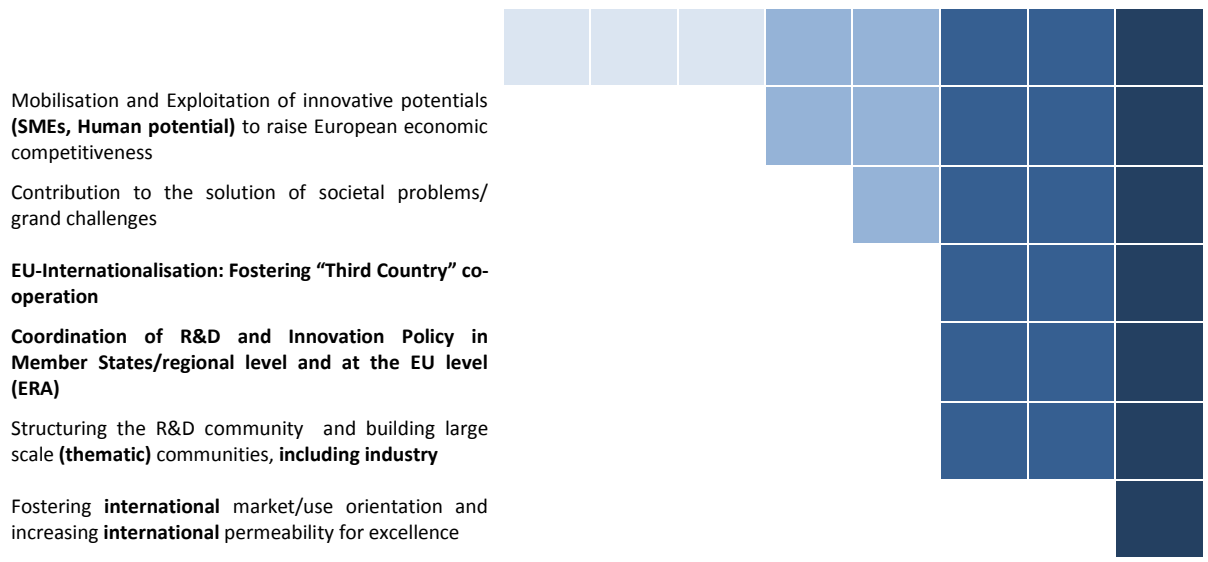 Mobilisation and Exploitation of innovative potentials
(SMEs, Human potential) to raise European economic
competitiveness
Contribution to the solution of societal problems/
grand challenges
EU-Internationalisation: Fostering “Third Country” co-
operation
Coordination of R&D and Innovation Policy in
Member States/regional level and at the EU level
(ERA)
Structuring the R&D community and building large
scale (thematic) communities, including industry
Fostering international market/use orientation and
increasing international permeability for excellence